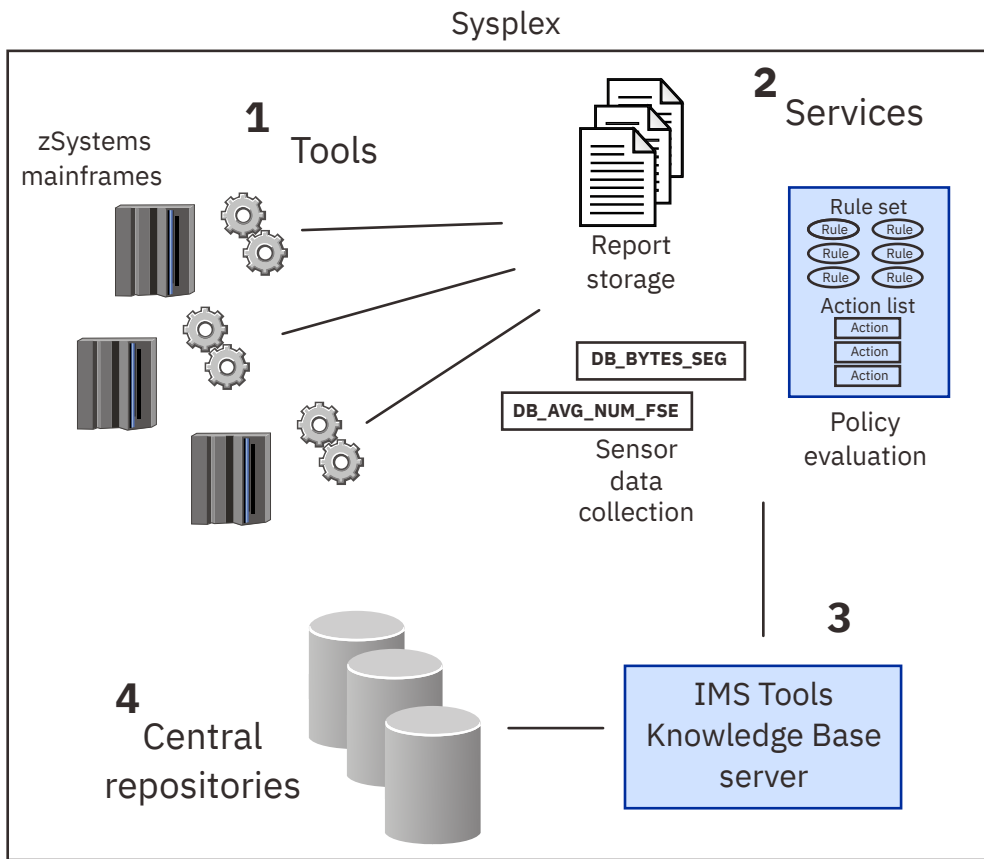 Sysplex
1
Tools
zSystems
mainframes
2
Services
Report
storage
Rule set
Rule Rule
Rule Rule
Rule Rule
Action list
Action
Action
Action
Policy
evaluation
DB_BYTES_SEG
DB_AVG_NUM_FSE
Sensor
data
collection
3
IMS Tools
Knowledge Base
server
4
Central
repositories